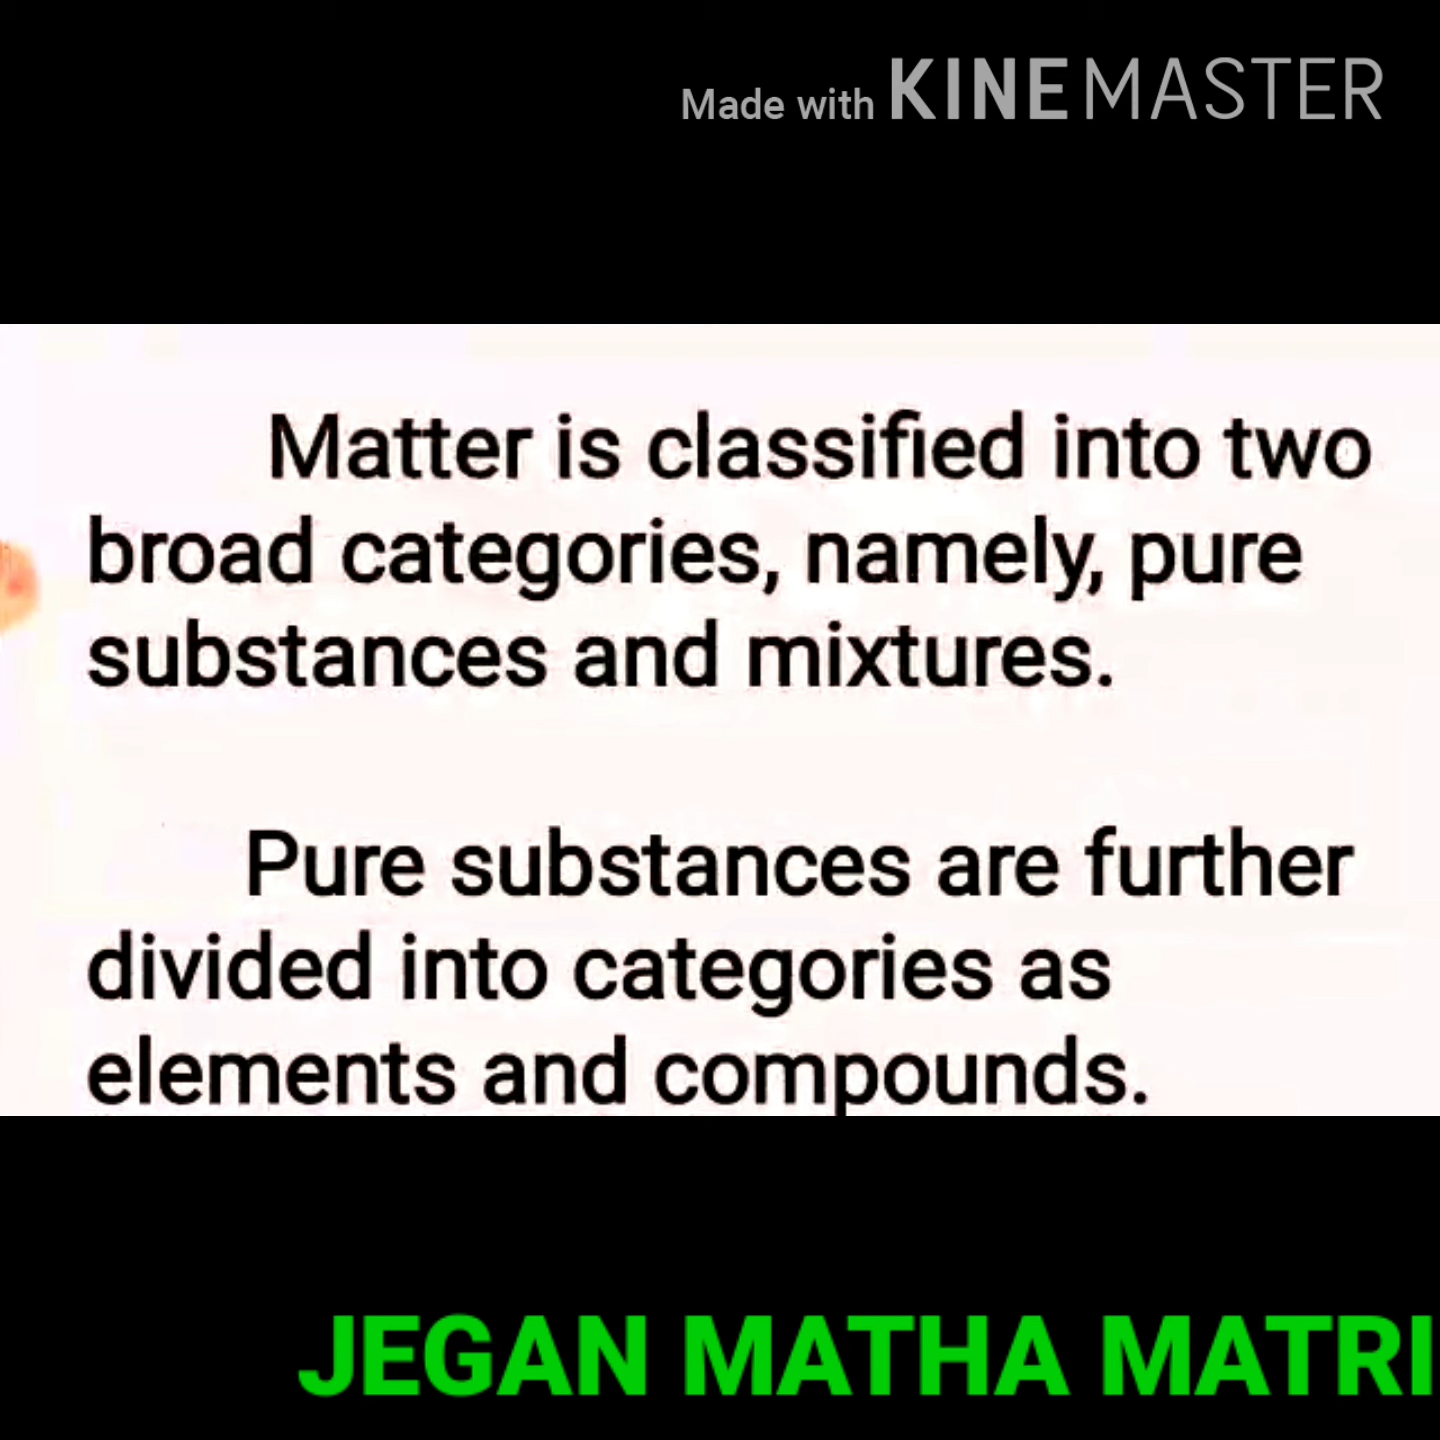 Made with KINEMASTER
Matter is classified into two
broad categories, namely, pure
substances and mixtures.
Pure substances are further
divided into categories as
elements and compounds.
JEGAN MATHA MATRI